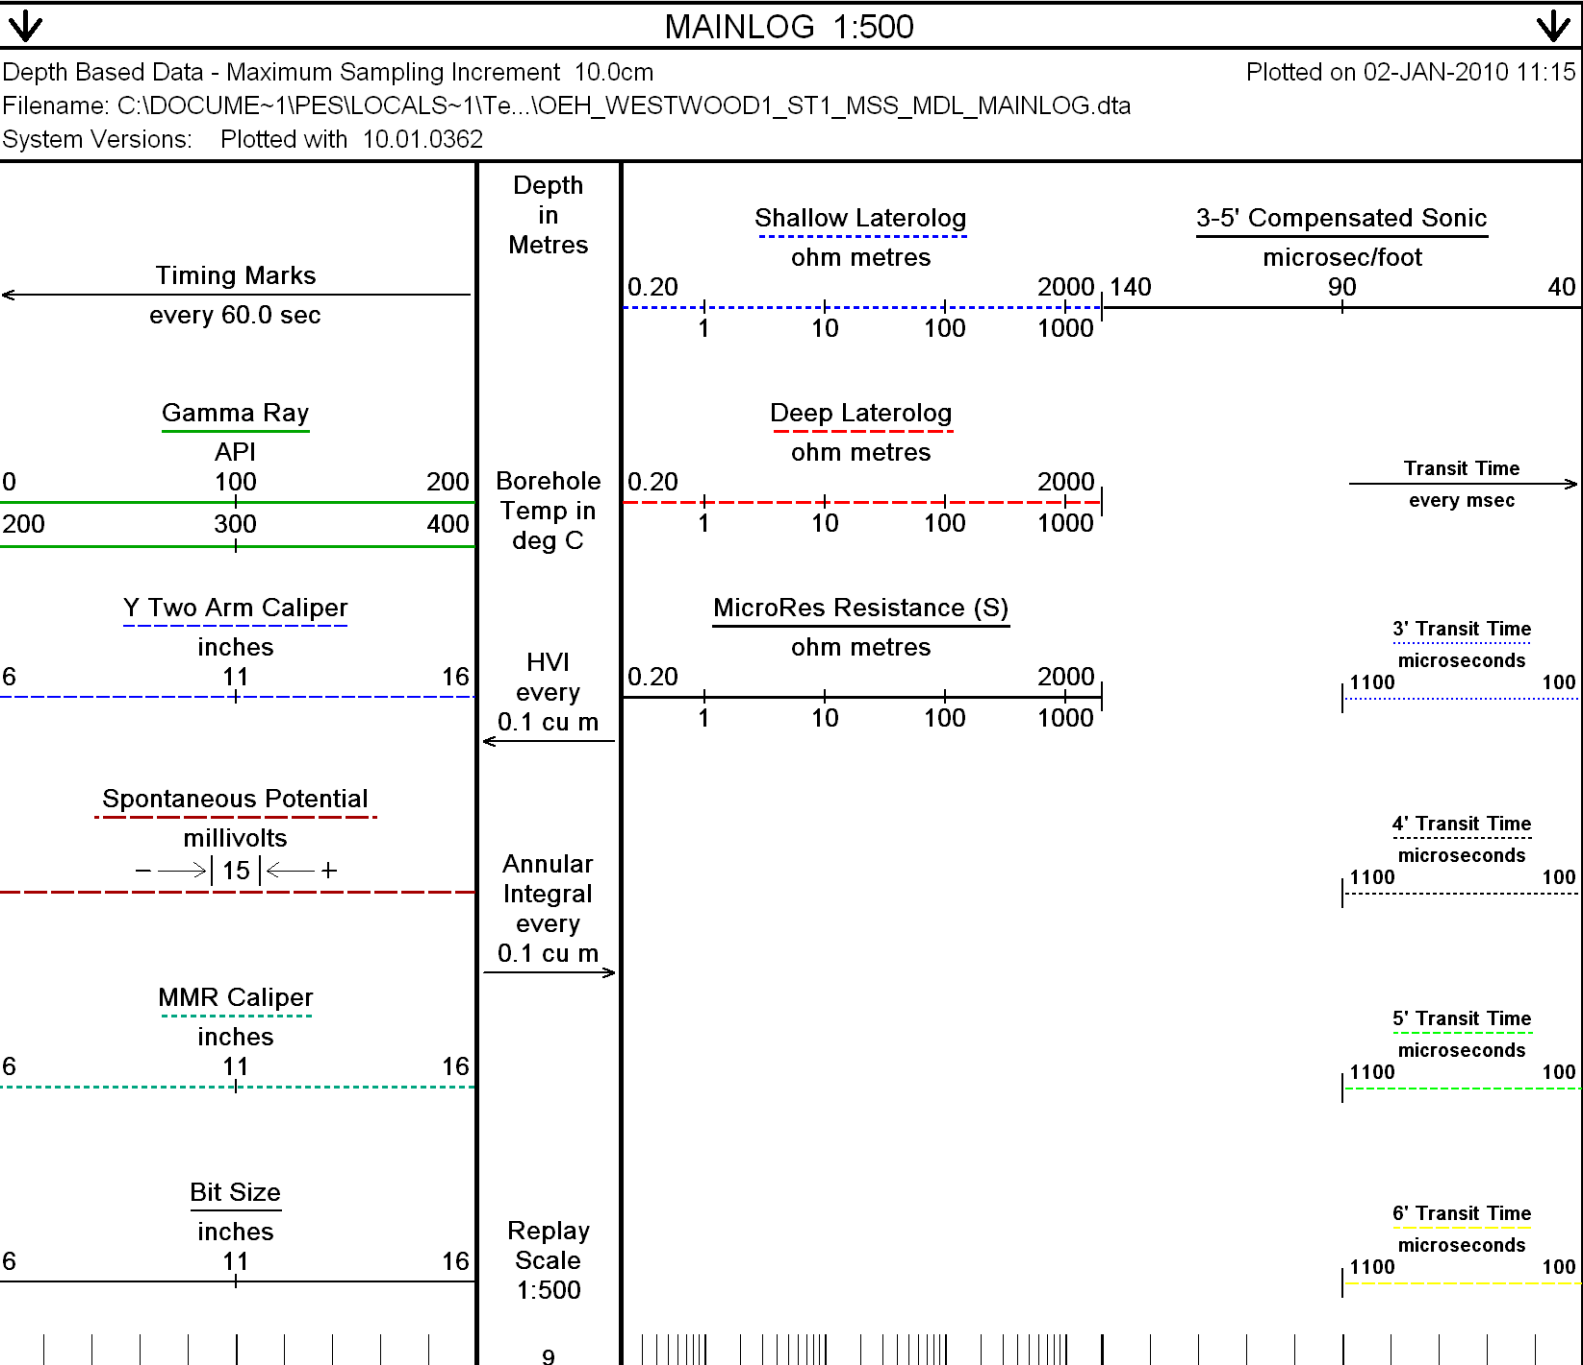 MAINLOG 1:500
Depth Based Data - Maximum Sampling Increment 10.0cm
Plotted on 02-JAN-2010 11:15
Filename: C:\DOCUME~1\PES\LOCALS~1\Te...\OEH_WESTWOOD1_ST1_MSS_MDL_MAINLOG.dta
System Versions: Plotted with 10.01.0362
Timing Marks
every 60.0 sec
Gamma Ray
API
0 100 200
200 300 400
Y Two Arm Caliper
inches
6 11 16
Spontaneous Potential
millivolts
− → | 15 | ← +
MMR Caliper
inches
6 11 16
Bit Size
inches
6 11 16
Depth
in
Metres
Borehole
Temp in
deg C
HVI
every
0.1 cu m
Annular
Integral
every
0.1 cu m
Replay
Scale
1:500
9
Shallow Laterolog
ohm metres
0.20 2000
1 10 100 1000
Deep Laterolog
ohm metres
0.20 2000
1 10 100 1000
MicroRes Resistance (S)
ohm metres
0.20 2000
1 10 100 1000
3-5' Compensated Sonic
microsec/foot
140 90 40
Transit Time
every msec
3' Transit Time
microseconds
1100 100
4' Transit Time
microseconds
1100 100
5' Transit Time
microseconds
1100 100
6' Transit Time
microseconds
1100 100